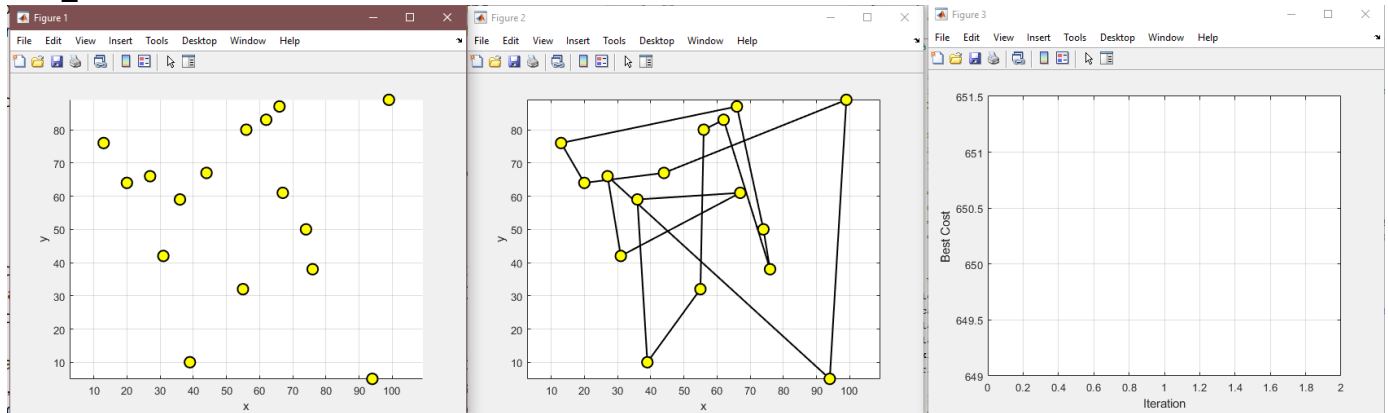 Figure 1
File Edit View Insert Tools Desktop Window Help
80
70
60
50
40
30
20
10
y
10 20 30 40 50 60 70 80 90 100
x
Figure 2
File Edit View Insert Tools Desktop Window Help
80
70
60
50
40
30
20
10
y
10 20 30 40 50 60 70 80 90 100
x
Figure 3
File Edit View Insert Tools Desktop Window Help
651.5
651
650.5
650
649.5
649
Best Cost
0 0.2 0.4 0.6 0.8 1 1.2 1.4 1.6 1.8 2
Iteration